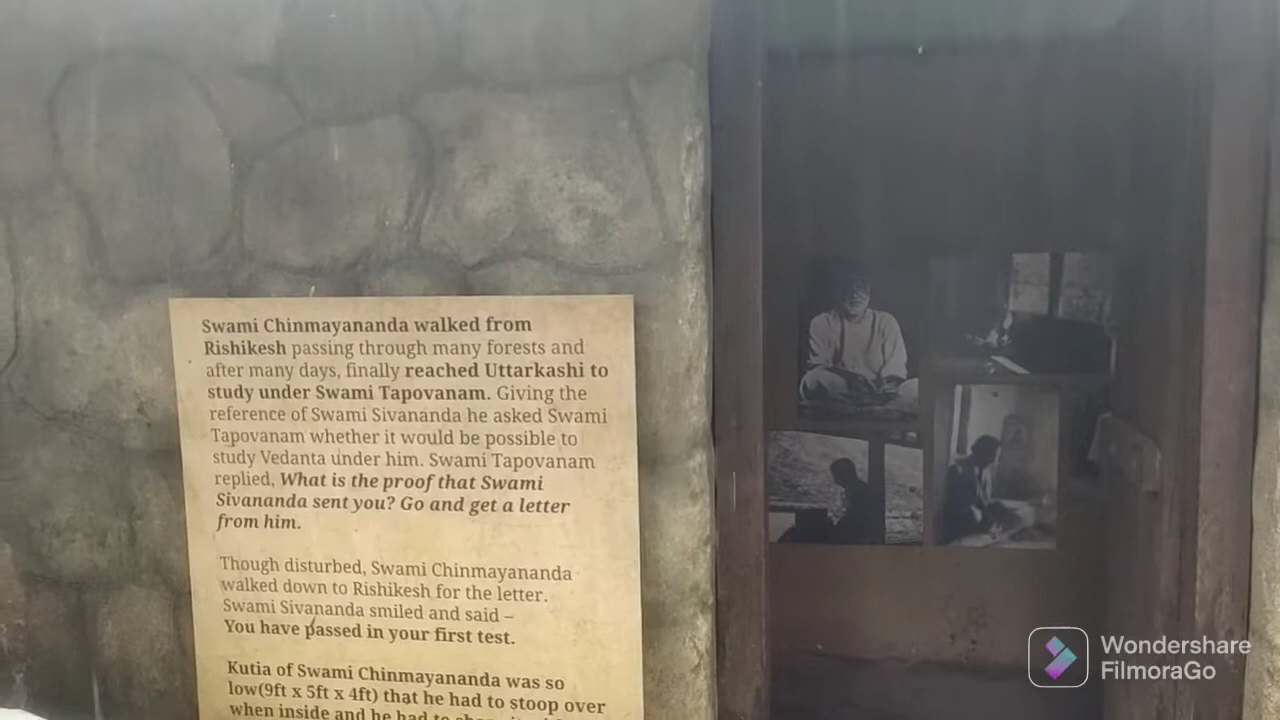 Swami Chinmayananda walked from
Rishikesh passing through many forests and
after many days, finally reached Uttarkashi to
study under Swami Tapovanam. Giving the
reference of Swami Sivananda he asked Swami
Tapovanam whether it would be possible to
study Vedanta under him. Swami Tapovanam
replied, What is the proof that Swami
Sivananda sent you? Go and get a letter
from him.
Though disturbed, Swami Chinmayananda
walked down to Rishikesh for the letter.
Swami Sivananda smiled and said –
You have passed in your first test.
Kutia of Swami Chinmayananda was so
low(9ft x 5ft x 4ft) that he had to stoop over
when inside and he had to
Wondershare
FilmoraGo